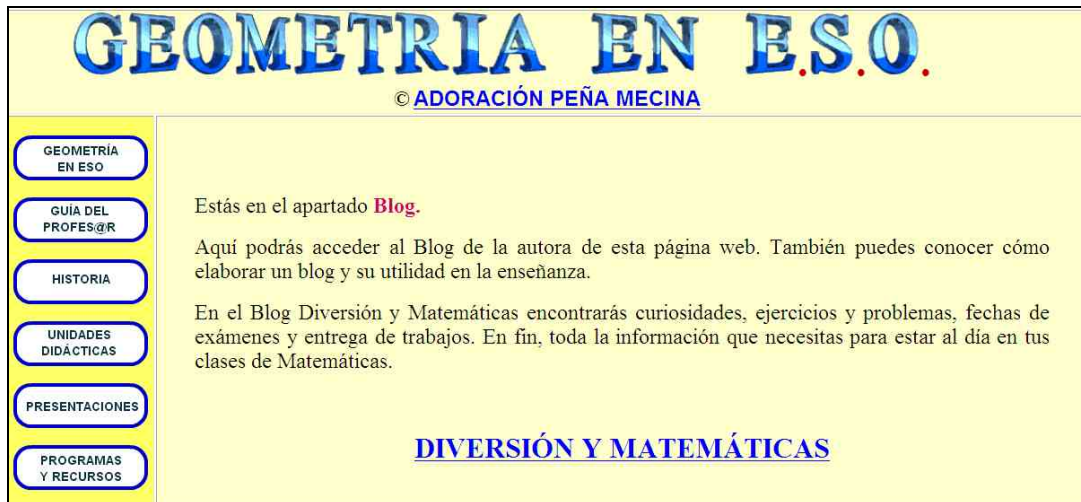 GEOMETRIA EN E.S.O.
© ADORACIÓN PEÑA MECINA
GEOMETRÍA
EN ESO
GUÍA DEL
PROFES@R
HISTORIA
UNIDADES
DIDÁCTICAS
PRESENTACIONES
PROGRAMAS
Y RECURSOS
Estás en el apartado Blog.
Aquí podrás acceder al Blog de la autora de esta página web. También puedes conocer cómo
elaborar un blog y su utilidad en la enseñanza.
En el Blog Diversión y Matemáticas encontrarás curiosidades, ejercicios y problemas, fechas de
exámenes y entrega de trabajos. En fin, toda la información que necesitas para estar al día en tus
clases de Matemáticas.
DIVERSIÓN Y MATEMÁTICAS